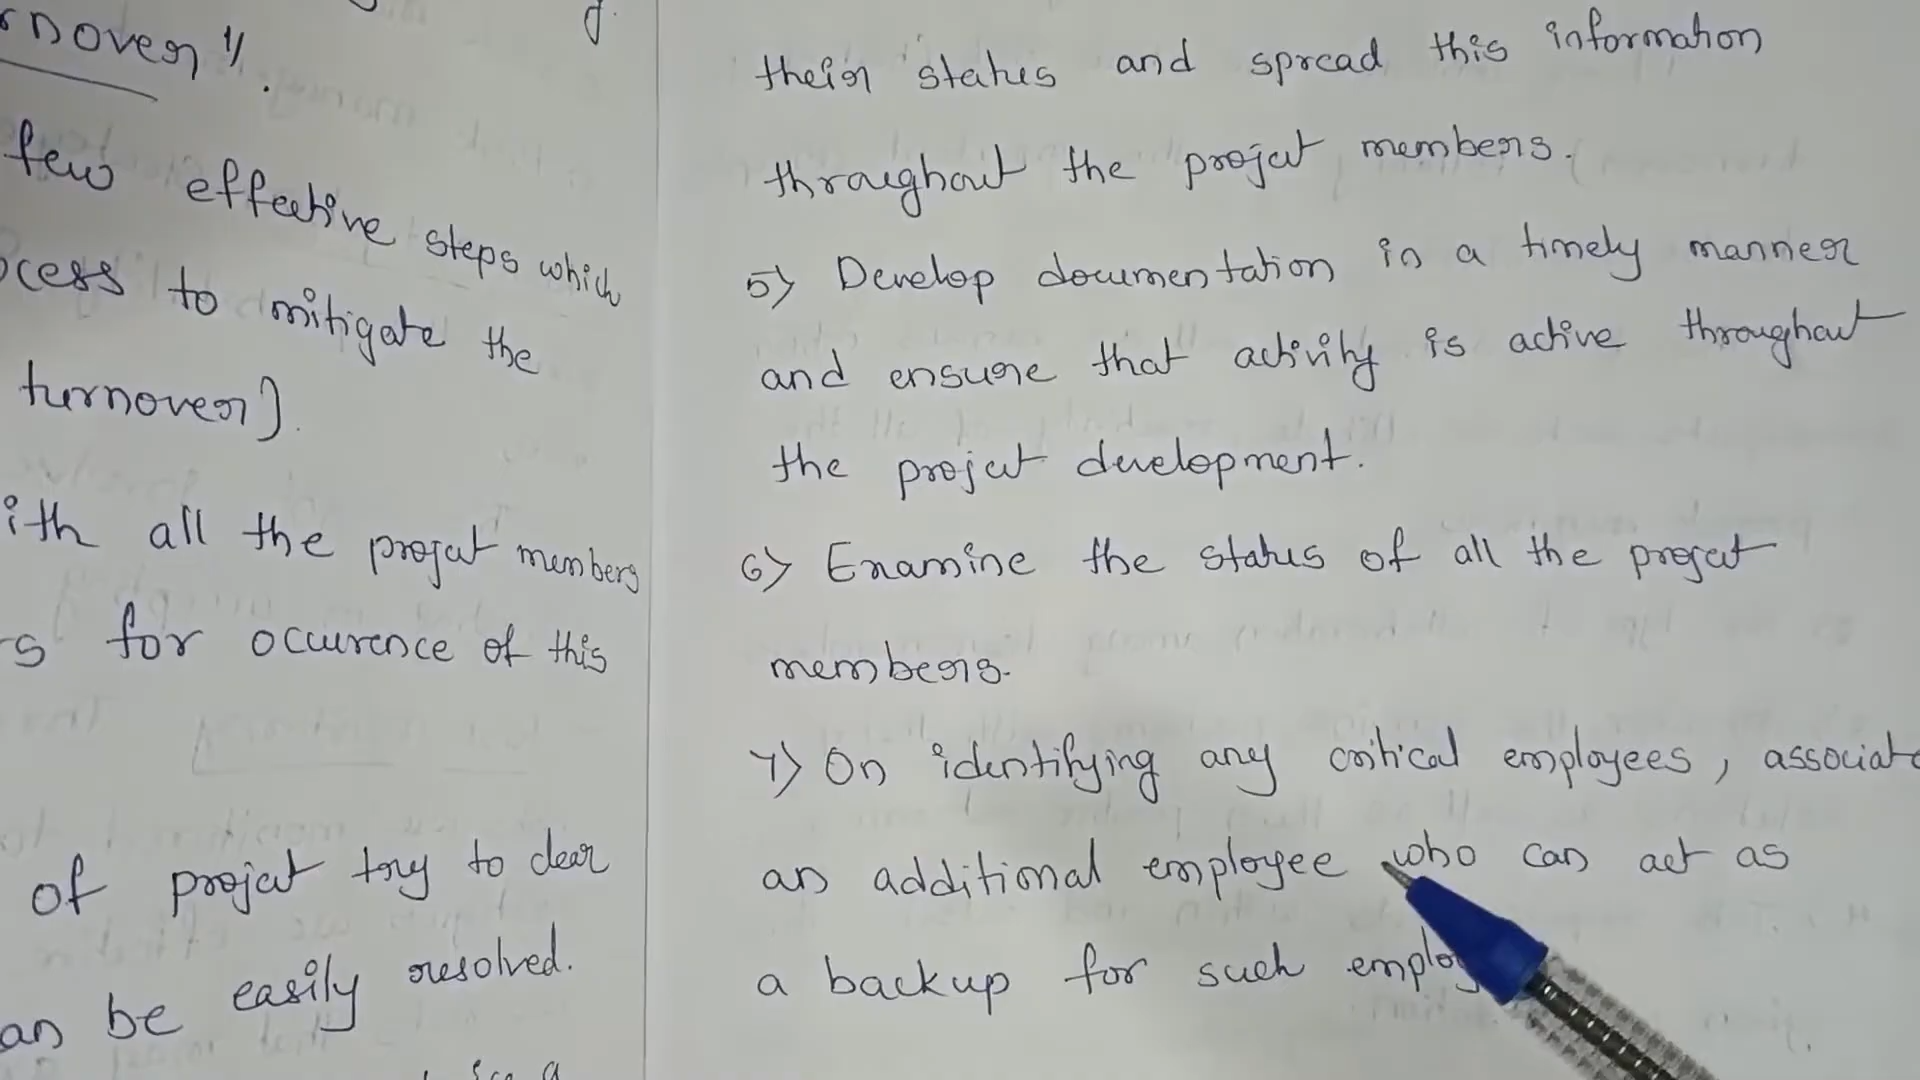 rnover".
few effective steps which
ocess to mitigate the
turnover).
ith all the project members
s for occurence of this
of project try to clear
an be easily resolved.
their status and spread this information
throughout the project members.
5) Develop documentation in a timely manner
and ensure that activity is active throughout
the project development.
6) Examine the status of all the project
members.
7) On identifying any critical employees, associate
an additional employee who can act as
a backup for such employ